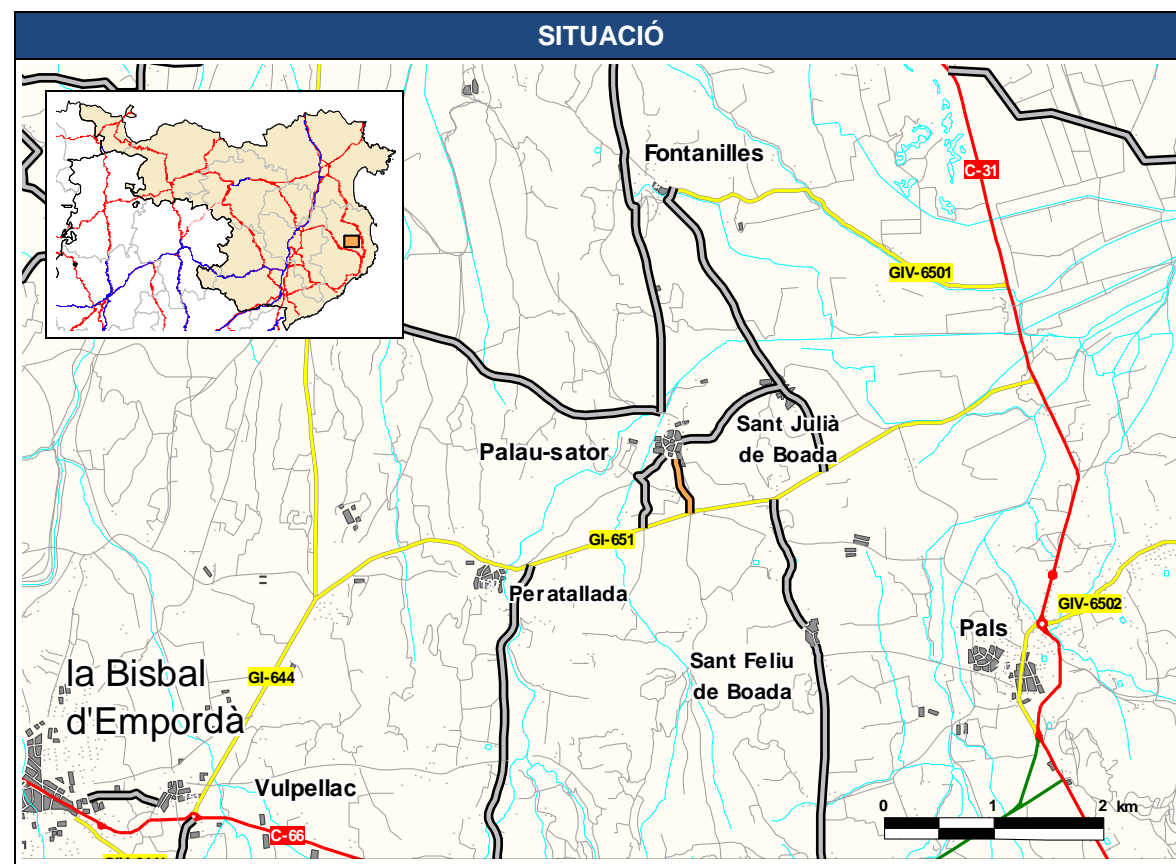 SITUACIÓ
Fontanilles
C-31
GIV-6501
Sant Julià
de Boada
Palau-sator
GI-651
Peratallada
GIV-6502
Pals
Sant Feliu
de Boada
la Bisbal
d'Empordà
GI-644
Vulpellac
C-66
0 1 2 km